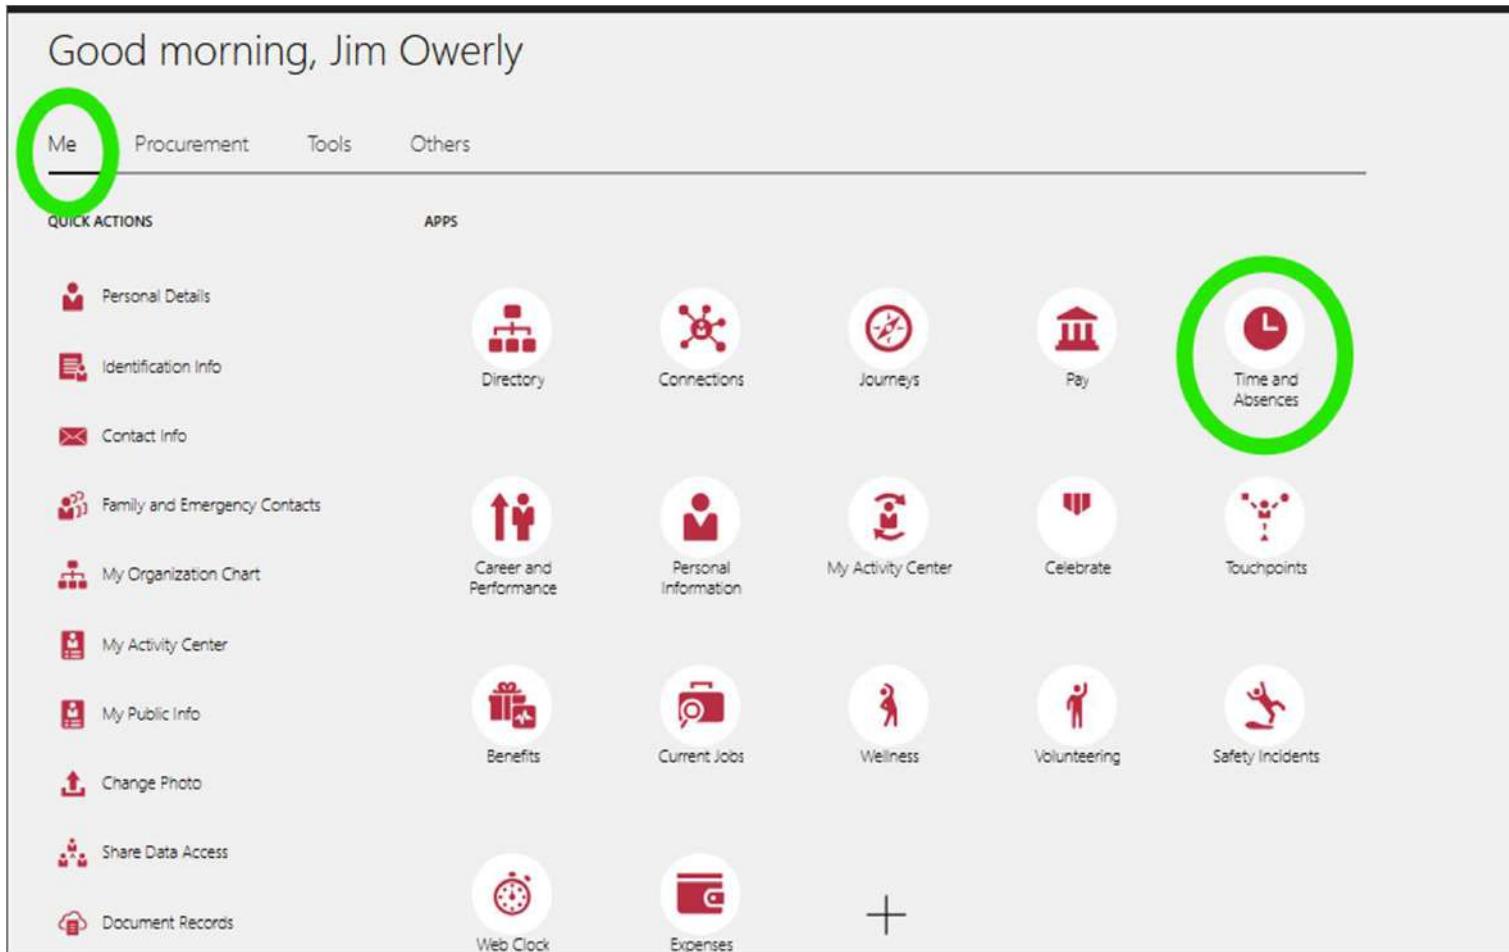 Good morning, Jim Owerly
Me Procurement Tools Others
QUICK ACTIONS
APPS
Personal Details
Identification Info
Contact Info
Family and Emergency Contacts
My Organization Chart
My Activity Center
My Public Info
Change Photo
Share Data Access
Document Records
Directory
Connections
Journeys
Pay
Time and
Absences
Career and
Performance
Personal
Information
My Activity Center
Celebrate
Touchpoints
Benefits
Current Jobs
Wellness
Volunteering
Safety Incidents
Web Clock
Expenses